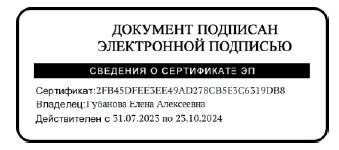 ДОКУМЕНТ ПОДПИСАН
ЭЛЕКТРОННОЙ ПОДПИСЬЮ
СВЕДЕНИЯ О СЕРТИФИКАТЕ ЭП
Сертификат:2FB45DFEE3EE49AD278CB5E3C6319DB8
Владелец:Губанова Елена Алексеевна
Действителен с 31.07.2023 по 23.10.2024